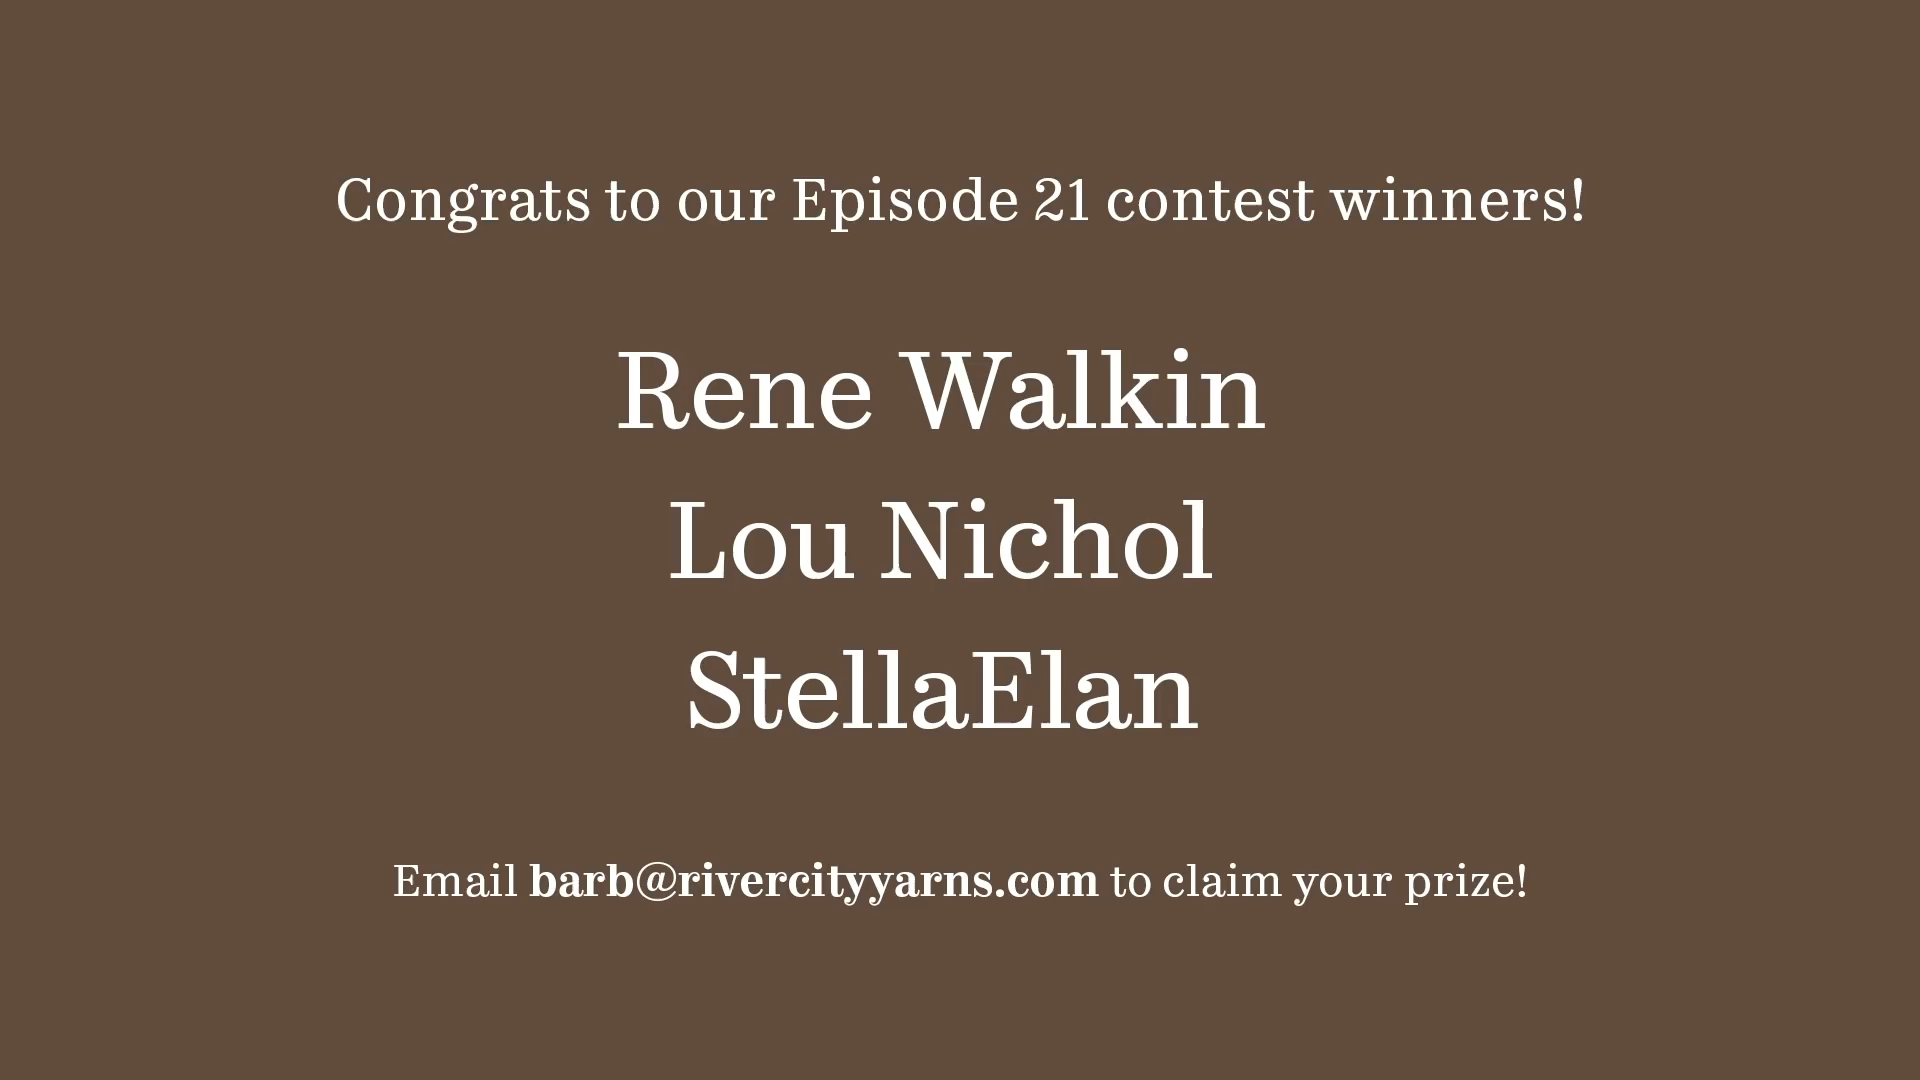 Congrats to our Episode 21 contest winners!
Rene Walkin
Lou Nichol
StellaElan
Email barb@rivercityyarns.com to claim your prize!